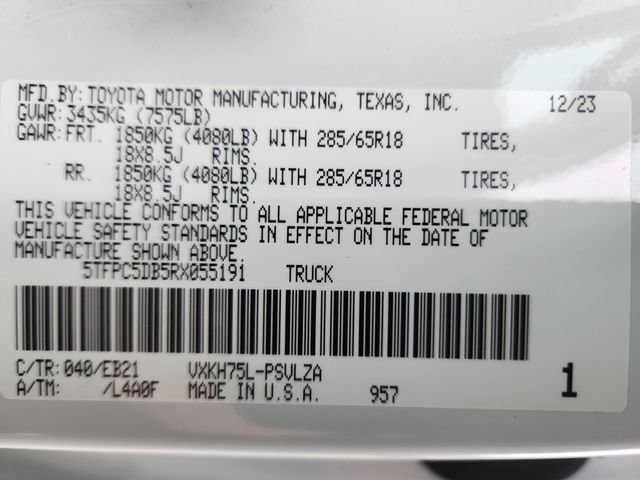 MFD.BY:TOYOTA MOTOR MANUFACTURING, TEXAS, INC. 12/23
GVWR:3435KG (7575LB)
GAWR:FRT. 1850KG (4080LB) WITH 285/65R18 TIRES,
18X8.5J RIMS.
RR. 1850KG (4080LB) WITH 285/65R18 TIRES,
18X8.5J RIMS.
THIS VEHICLE CONFORMS TO ALL APPLICABLE FEDERAL MOTOR
VEHICLE SAFETY STANDARDS IN EFFECT ON THE DATE OF
MANUFACTURE SHOWN ABOVE.
5TFPC5DB5RX055191 TRUCK
C/TR:040/EB21 VXKH75L-PSVLZA
A/TM: /L4A0F MADE IN U.S.A. 957 1